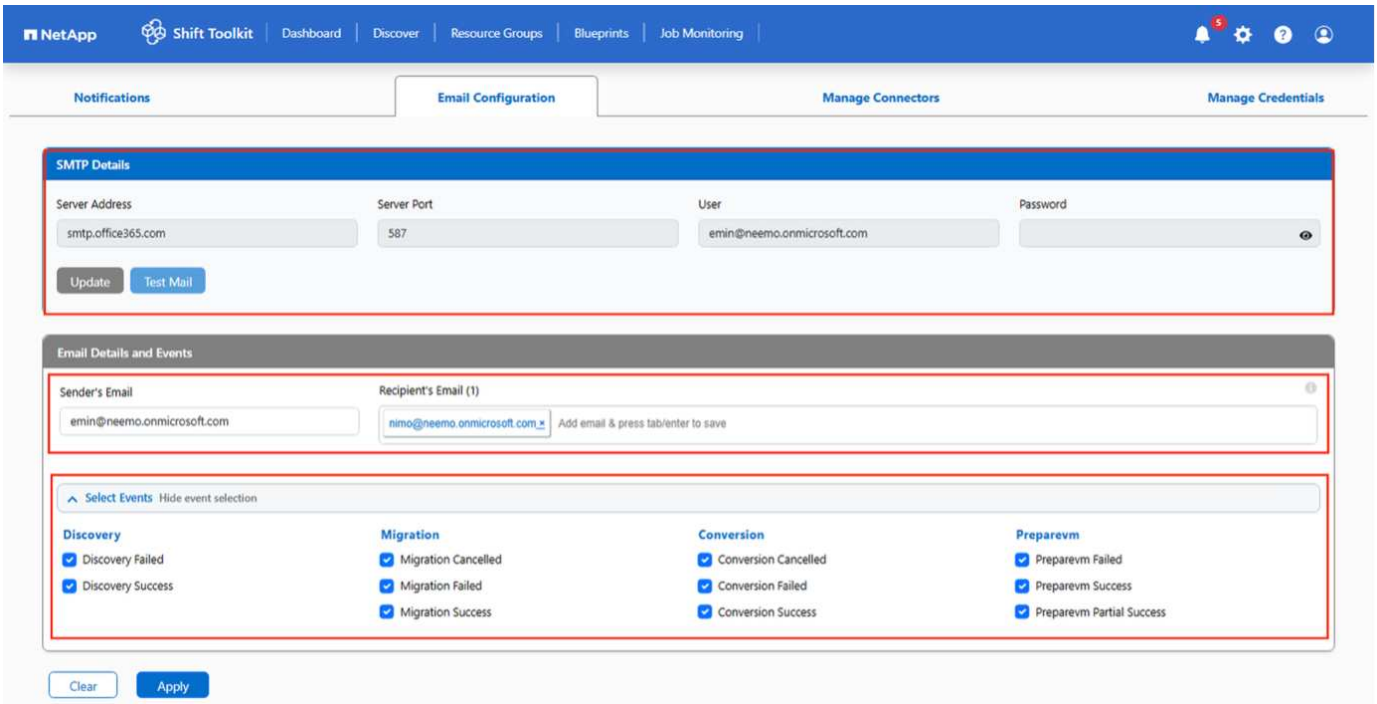 NetApp Shift Toolkit Dashboard Discover Resource Groups Blueprints Job Monitoring 5 ?
Notifications Email Configuration Manage Connectors Manage Credentials
SMTP Details
Server Address Server Port User Password
smtp.office365.com 587 emin@neemo.onmicrosoft.com
Update Test Mail
Email Details and Events
Sender's Email Recipient's Email (1)
emin@neemo.onmicrosoft.com nimo@neemo.onmicrosoft.com × Add email & press tab/enter to save
Select Events Hide event selection
Discovery Migration Conversion Preparevm
Discovery Failed Migration Cancelled Conversion Cancelled Preparevm Failed
Discovery Success Migration Failed Conversion Failed Preparevm Success
Migration Success Conversion Success Preparevm Partial Success
Clear Apply